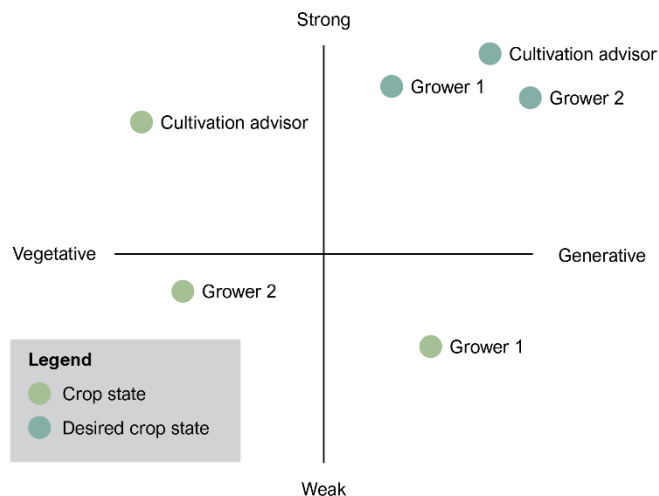 Strong
Cultivation advisor
Grower 1
Grower 2
Cultivation advisor
Vegetative
Generative
Grower 2
Grower 1
Legend
Crop state
Desired crop state
Weak